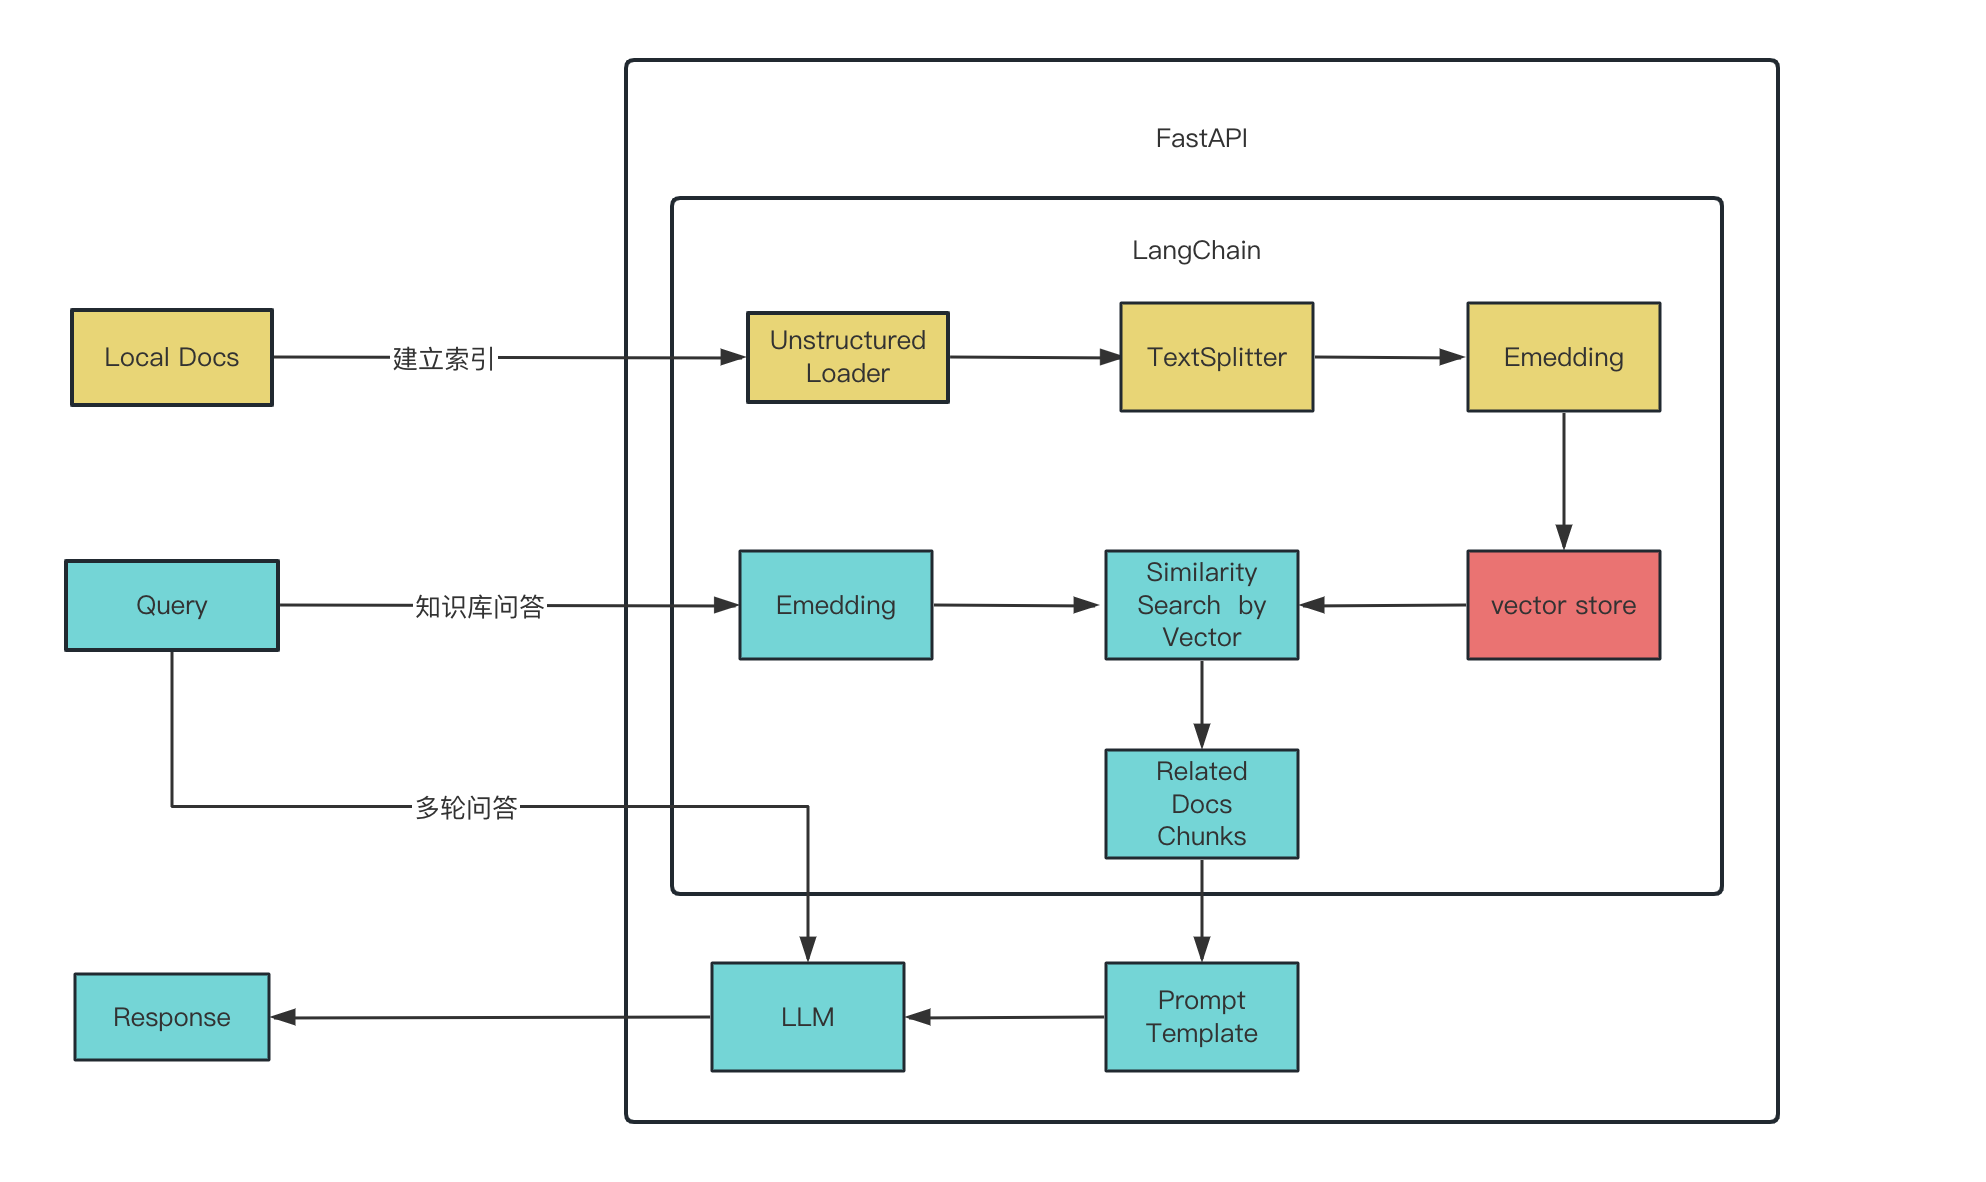 FastAPI
LangChain
Local Docs
建立索引
Unstructured
Loader
TextSplitter
Emedding
Query
知识库问答
Emedding
Similarity
Search by
Vector
vector store
多轮问答
Related
Docs
Chunks
Response
LLM
Prompt
Template